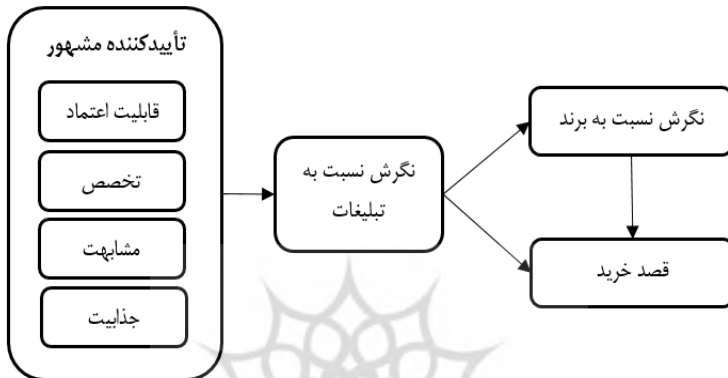 تأییدکننده مشهور
قابلیت اعتماد
تخصص
مشابهت
جذابیت
نگرش نسبت به
تبلیغات
نگرش نسبت به برند
قصد خرید